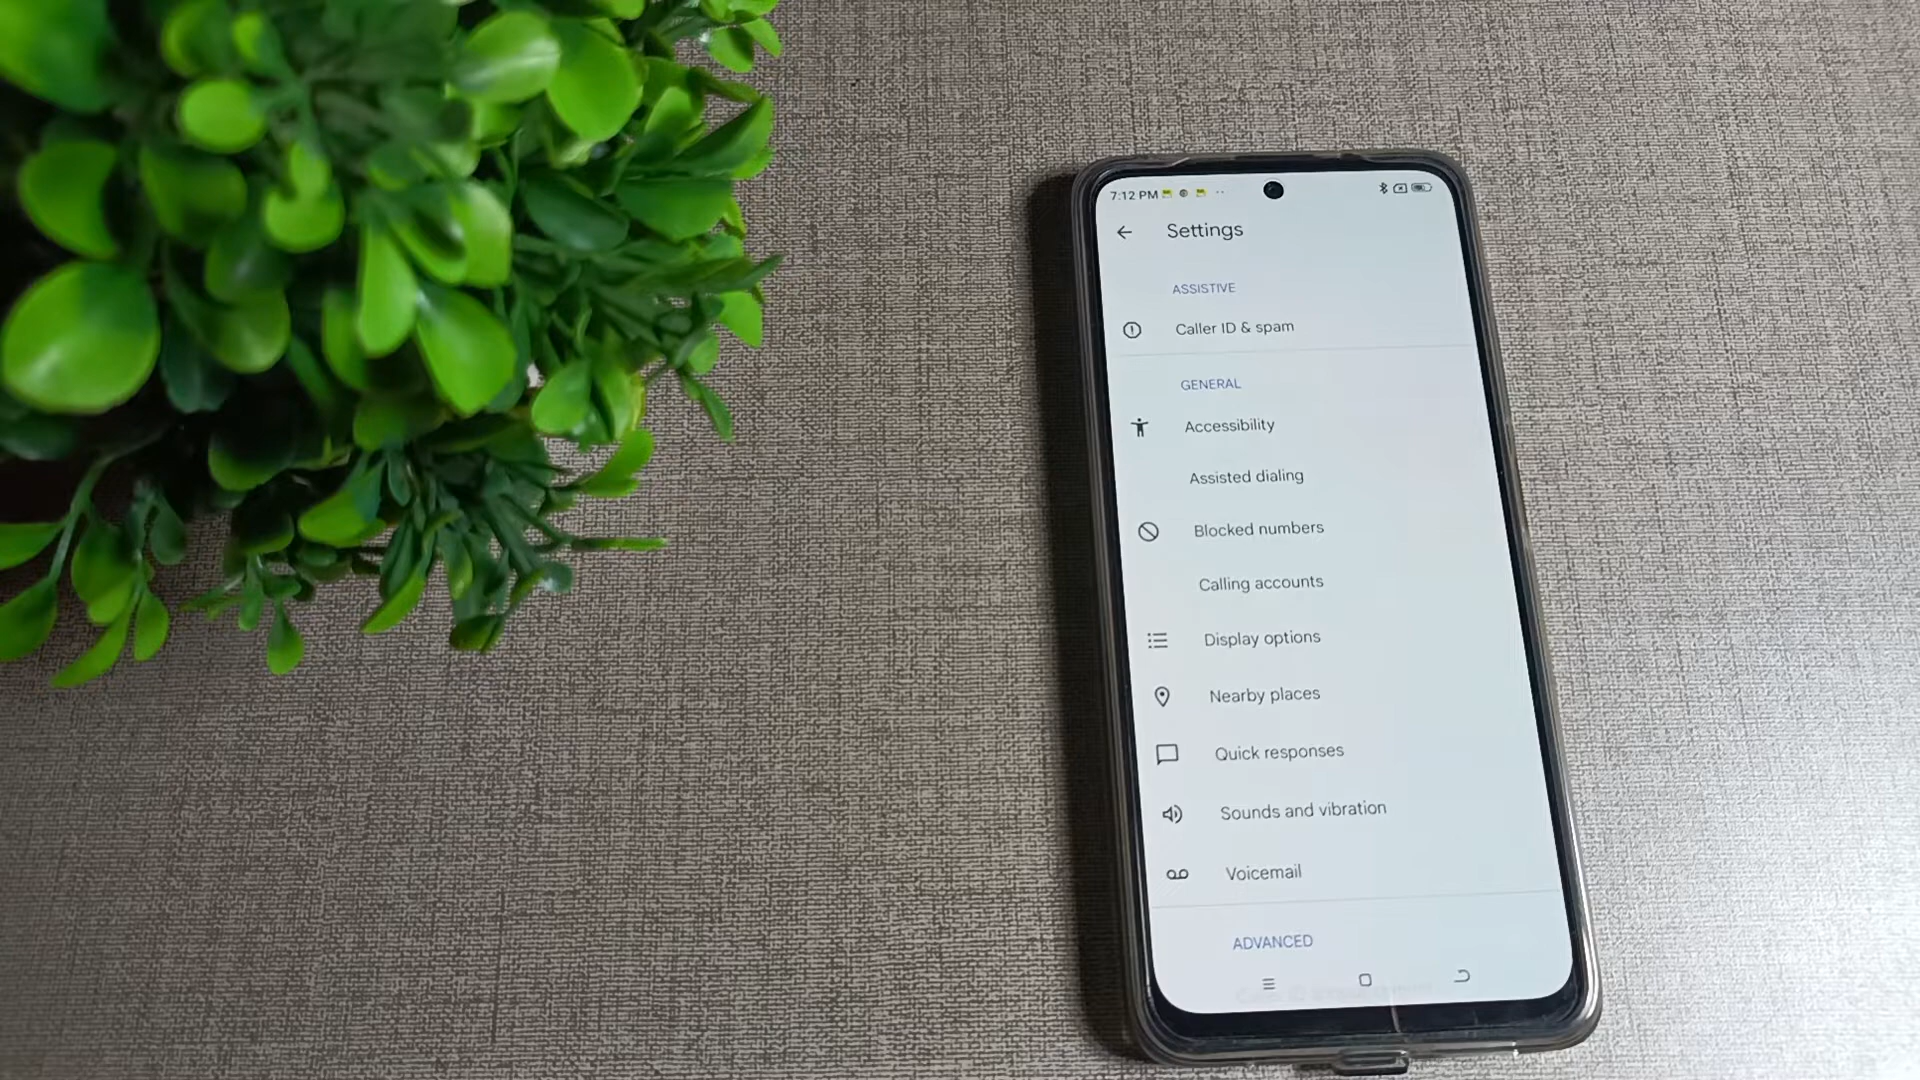 7:12 PM
Settings
ASSISTIVE
Caller ID & spam
GENERAL
Accessibility
Assisted dialing
Blocked numbers
Calling accounts
Display options
Nearby places
Quick responses
Sounds and vibration
Voicemail
ADVANCED